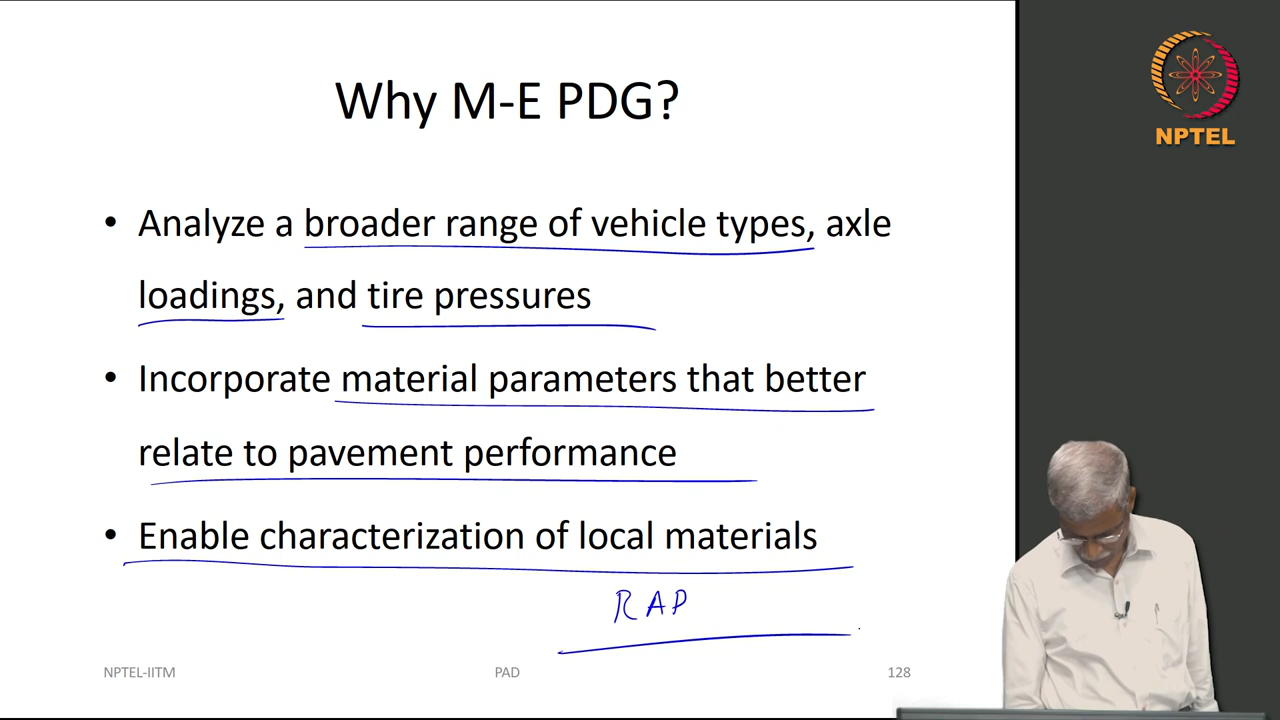 Why M-E PDG?
• Analyze a broader range of vehicle types, axle
loadings, and tire pressures
• Incorporate material parameters that better
relate to pavement performance
• Enable characterization of local materials
RAP
NPTEL-IITM PAD 128
NPTEL